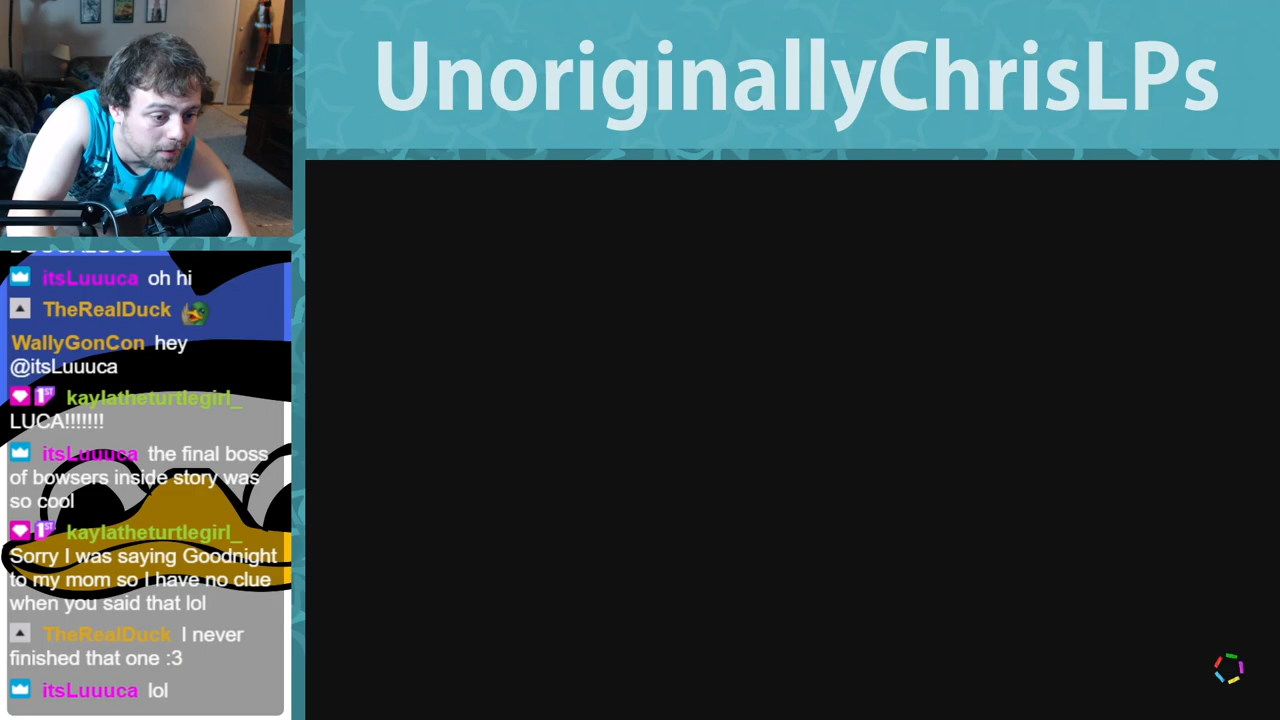 UnoriginallyChrisLPs
itsLuuuca oh hi
TheRealDuck
WallyGonCon hey
@itsLuuuca
1ST kaylatheturtlegirl_
LUCA!!!!!!!
itsLuuuca the final boss
of bowsers inside story was
so cool
1ST kaylatheturtlegirl_
Sorry I was saying Goodnight
to my mom so I have no clue
when you said that lol
TheRealDuck I never
finished that one :3
itsLuuuca lol